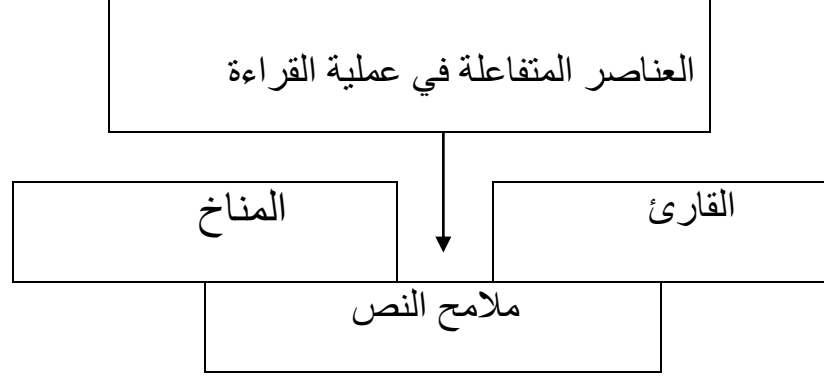 العناصر المتفاعلة في عملية القراءة
القارئ
المناخ
ملامح النص